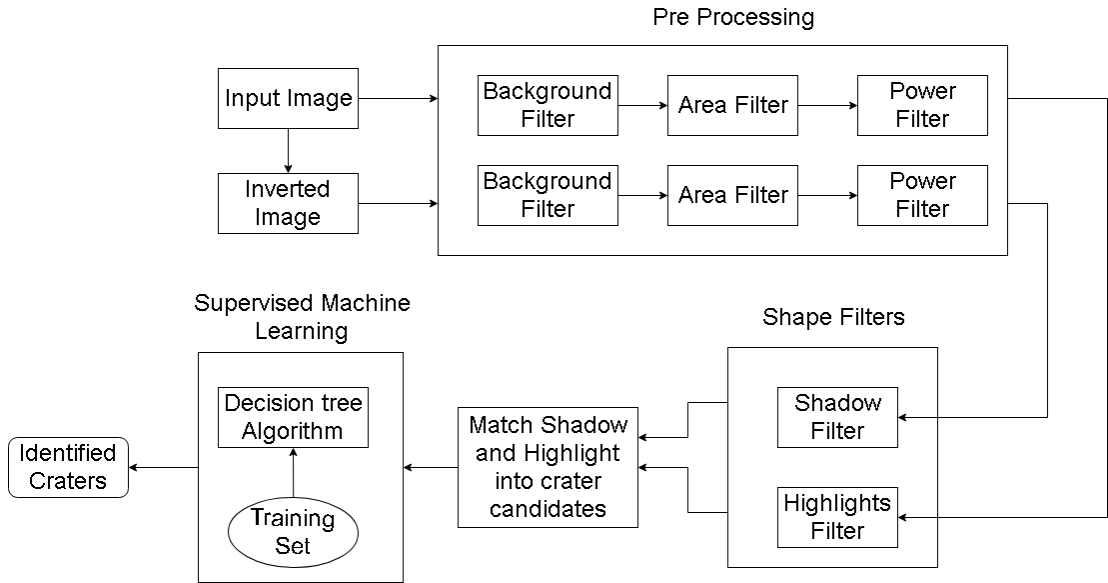 Pre Processing
Input Image
Background
Filter
Area Filter
Power
Filter
Inverted
Image
Background
Filter
Area Filter
Power
Filter
Supervised Machine
Learning
Shape Filters
Decision tree
Algorithm
Training
Set
Identified
Craters
Match Shadow
and Highlight
into crater
candidates
Shadow
Filter
Highlights
Filter